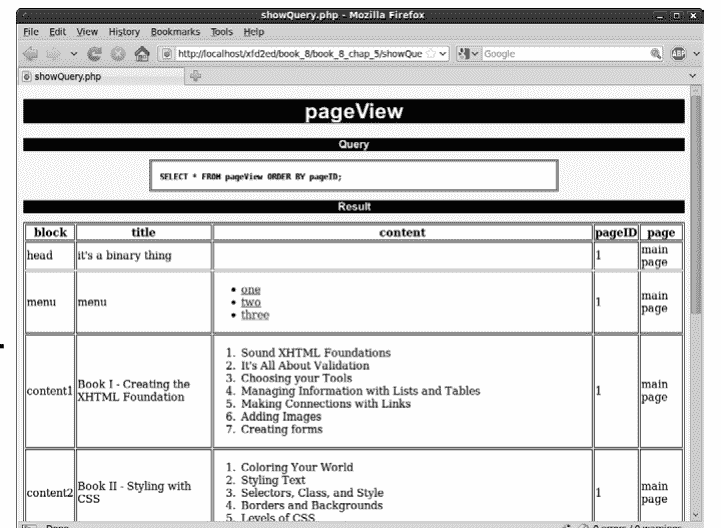 showQuery.php - Mozilla Firefox
File Edit View History Bookmarks Tools Help
http://localhost/xfd2ed/book_8/book_8_chap_5/showQue
Google
ABP
showQuery.php
pageView
Query
SELECT * FROM pageView ORDER BY pageID;
Result
block title content pageID page
head it's a binary thing 1 main page
menu menu
• one
• two
• three
1 main page
content1 Book I - Creating the XHTML Foundation
1. Sound XHTML Foundations
2. It's All About Validation
3. Choosing your Tools
4. Managing Information with Lists and Tables
5. Making Connections with Links
6. Adding Images
7. Creating forms
1 main page
content2 Book II - Styling with CSS
1. Coloring Your World
2. Styling Text
3. Selectors, Class, and Style
4. Borders and Backgrounds
5. Levels of CSS
1 main page
Done
0 errors / 0 warnings